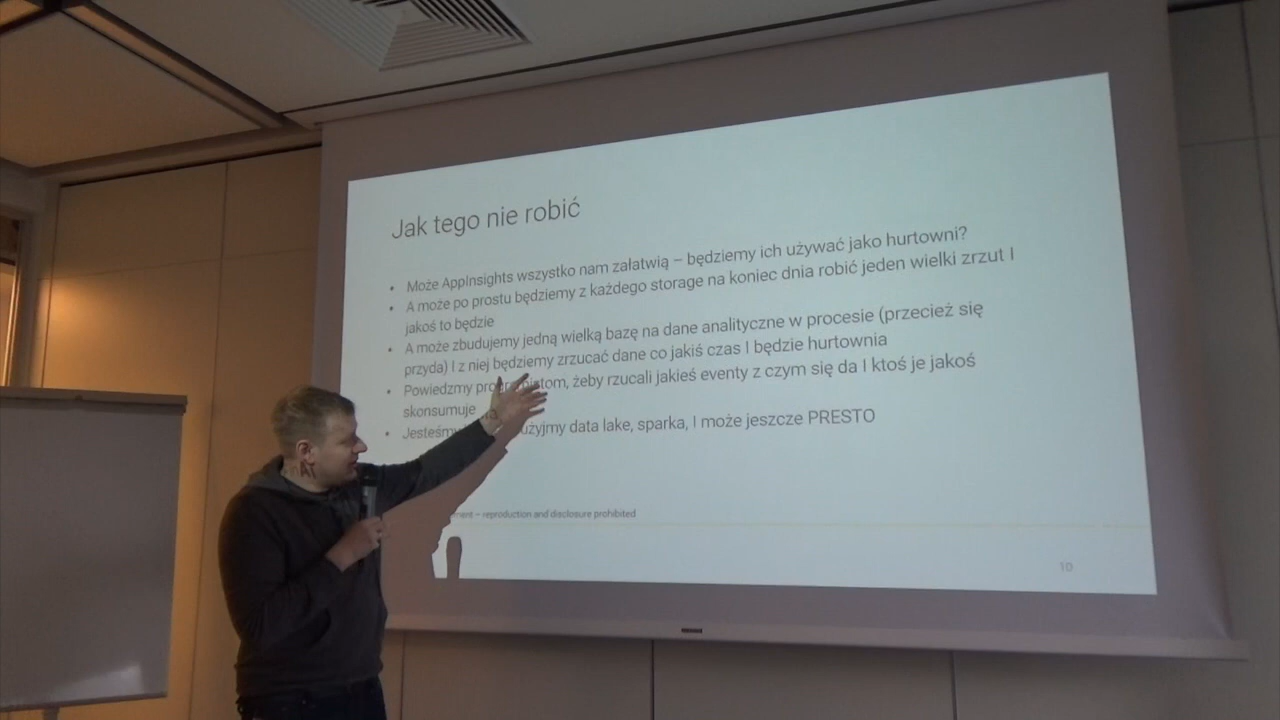 Jak tego nie robić
• Może AppInsights wszystko nam załatwią – będziemy ich używać jako hurtowni?
• A może po prostu będziemy z każdego storage na koniec dnia robić jeden wielki zrzut I
jakoś to będzie
• A może zbudujemy jedną wielką bazę na dane analityczne w procesie (przecież się
przyda) I z niej będziemy zrzucać dane co jakiś czas I będzie hurtownia
• Powiedzmy żeby rzucali jakieś eventy z czym się da I ktoś je jakoś
skonsumuje
• użyjmy data lake, sparka, I może jeszcze PRESTO
– reproduction and disclosure prohibited
10